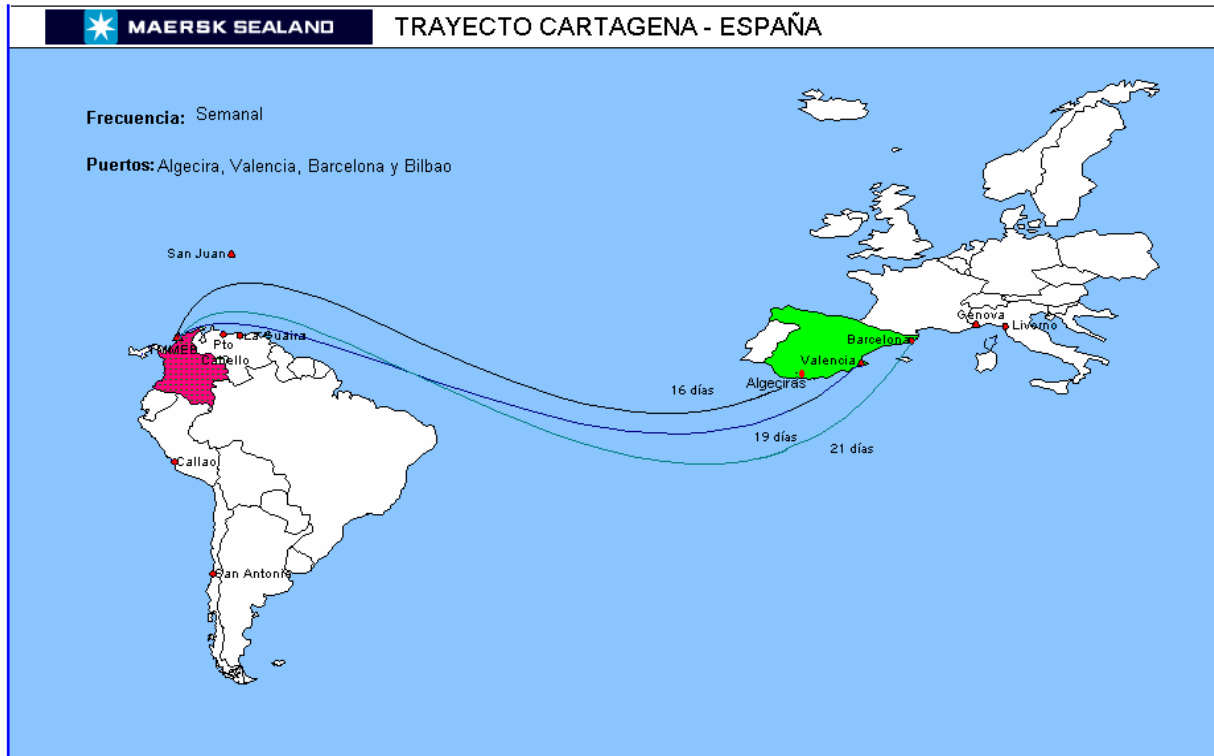 MAERSK SEALAND
TRAYECTO CARTAGENA - ESPAÑA
Frecuencia: Semanal
Puertos: Algecira, Valencia, Barcelona y Bilbao
San Juan
Genova
Livorno
La Guaira
Pto
Cabello
Barcelona
Valencia
Algeciras
16 días
19 días
21 días
Callao
San Antonio